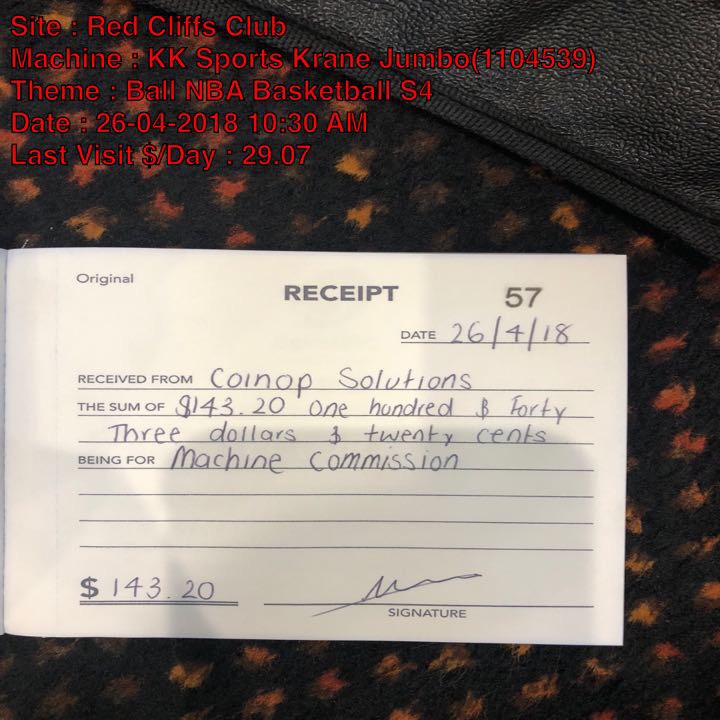 Site : Red Cliffs Club
Machine : KK Sports Krane Jumbo(1104539)
Theme : Ball NBA Basketball S4
Date : 26-04-2018 10:30 AM
Last Visit $/Day : 29.07
Original
RECEIPT 57
DATE 26/4/18
RECEIVED FROM Coinop Solutions
THE SUM OF $143.20 One hundred & Forty
Three dollars & twenty cents
BEING FOR Machine Commission
$ 143.20
SIGNATURE